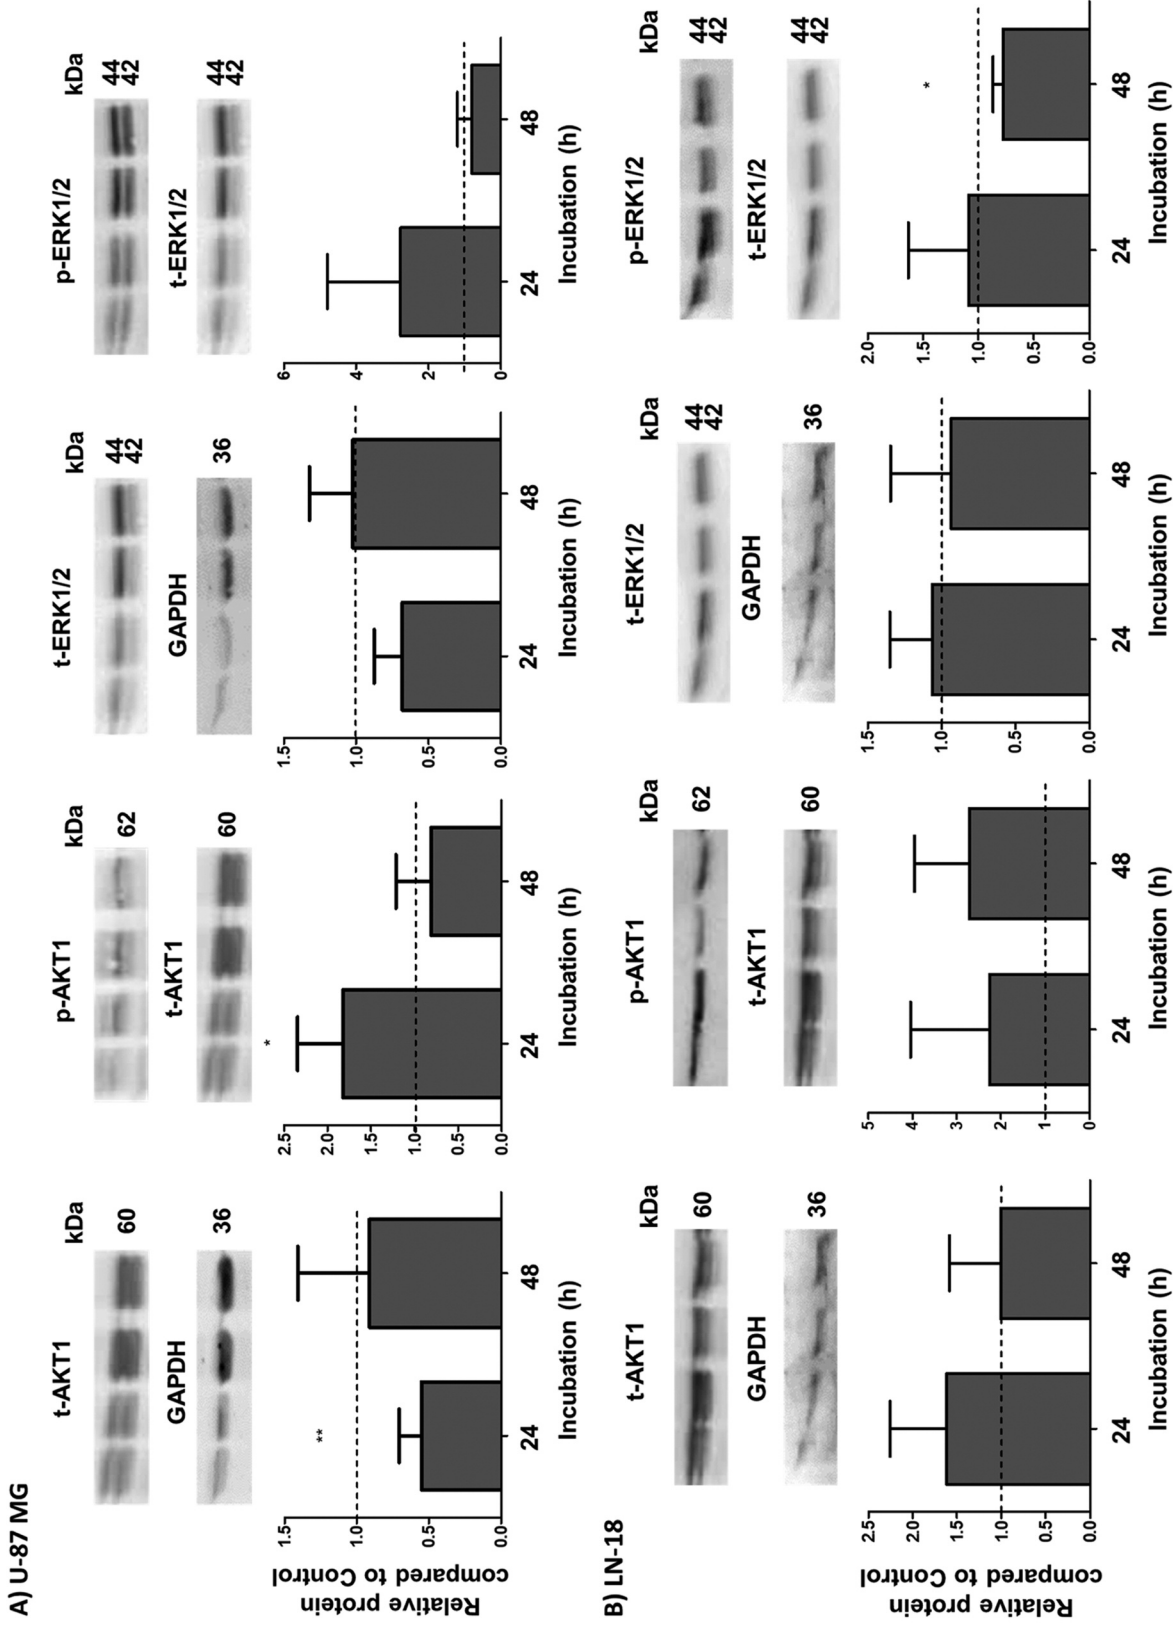 A) U-87 MG
t-AKT1
kDa
60
GAPDH
36
Relative protein
compared to Control
1.5
1.0
0.5
0.0
**
24
48
Incubation (h)
p-AKT1
kDa
62
t-AKT1
60
2.5
2.0
1.5
1.0
0.5
0.0
*
24
48
Incubation (h)
t-ERK1/2
kDa
44
42
GAPDH
36
1.5
1.0
0.5
0.0
24
48
Incubation (h)
p-ERK1/2
kDa
44
42
t-ERK1/2
44
42
6
4
2
0
24
48
Incubation (h)
B) LN-18
t-AKT1
kDa
60
GAPDH
36
Relative protein
compared to Control
2.5
2.0
1.5
1.0
0.5
0.0
24
48
Incubation (h)
p-AKT1
kDa
62
t-AKT1
60
5
4
3
2
1
0
24
48
Incubation (h)
t-ERK1/2
kDa
44
42
GAPDH
36
1.5
1.0
0.5
0.0
24
48
Incubation (h)
p-ERK1/2
kDa
44
42
t-ERK1/2
44
42
2.0
1.5
1.0
0.5
0.0
*
24
48
Incubation (h)